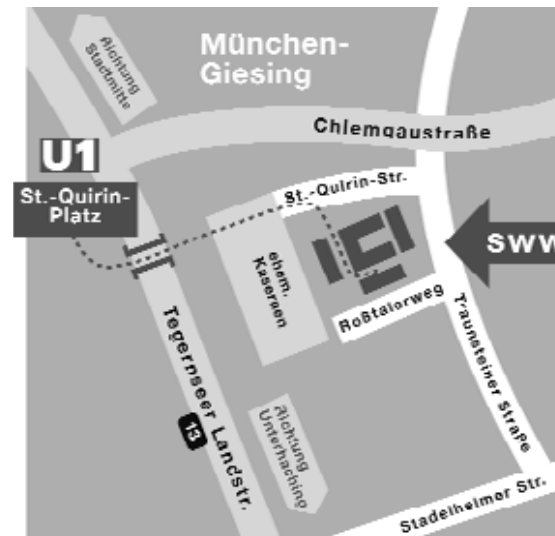 München-
Giesing
Richtung
Stadtmitte
Chiemgaustraße
U1
St.-Quirin-
Platz
St.-Quirin-Str.
SWW
ehem.
Kasernen
Roßtalerweg
Tegernseer Landstr.
13
Traunsteiner Straße
Richtung
Unterhaching
Stadelheimer Str.